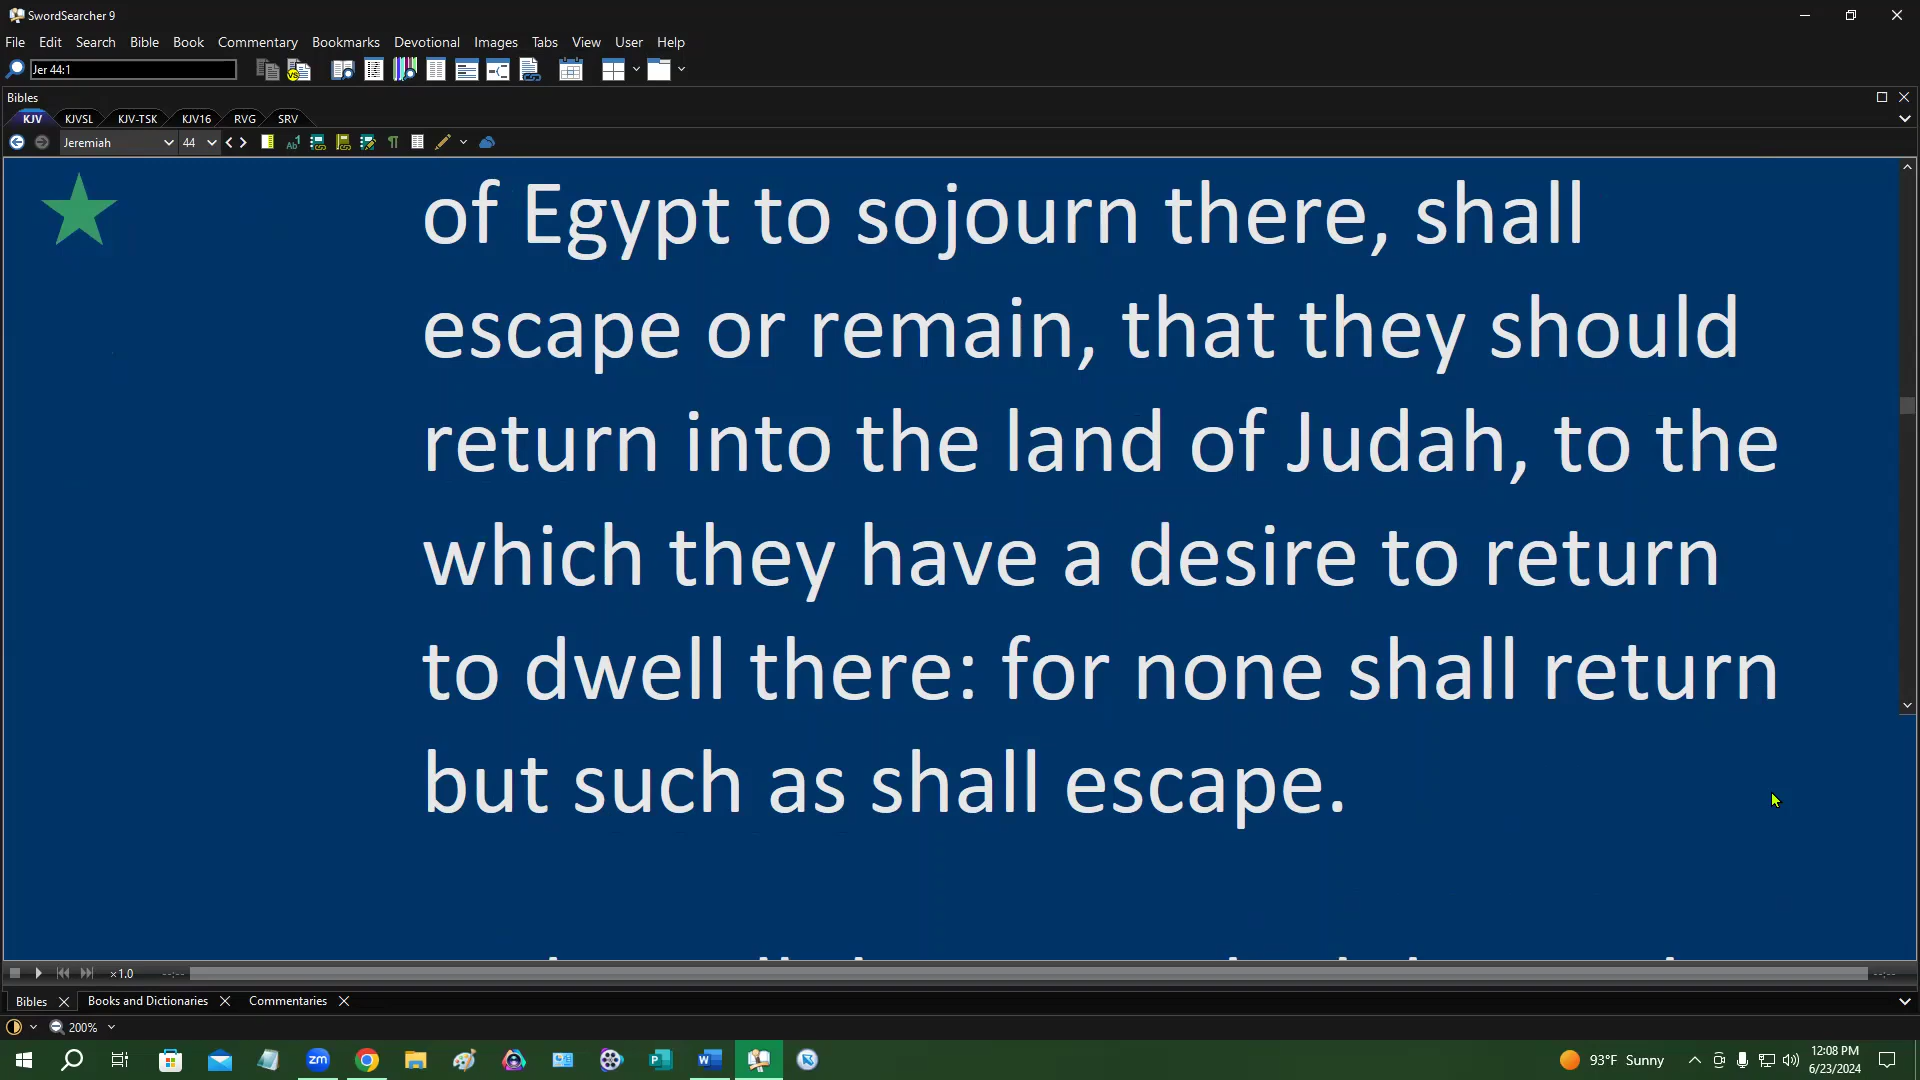 SwordSearcher 9
File Edit Search Bible Book Commentary Bookmarks Devotional Images Tabs View User Help
Jer 44:1
Bibles
KJV KJVSL KJV-TSK KJV16 RVG SRV
Jeremiah 44
of Egypt to sojourn there, shall
escape or remain, that they should
return into the land of Judah, to the
which they have a desire to return
to dwell there: for none shall return
but such as shall escape.
×1.0 --:-- --:--
Bibles Books and Dictionaries Commentaries
200%
93°F Sunny
12:08 PM
6/23/2024